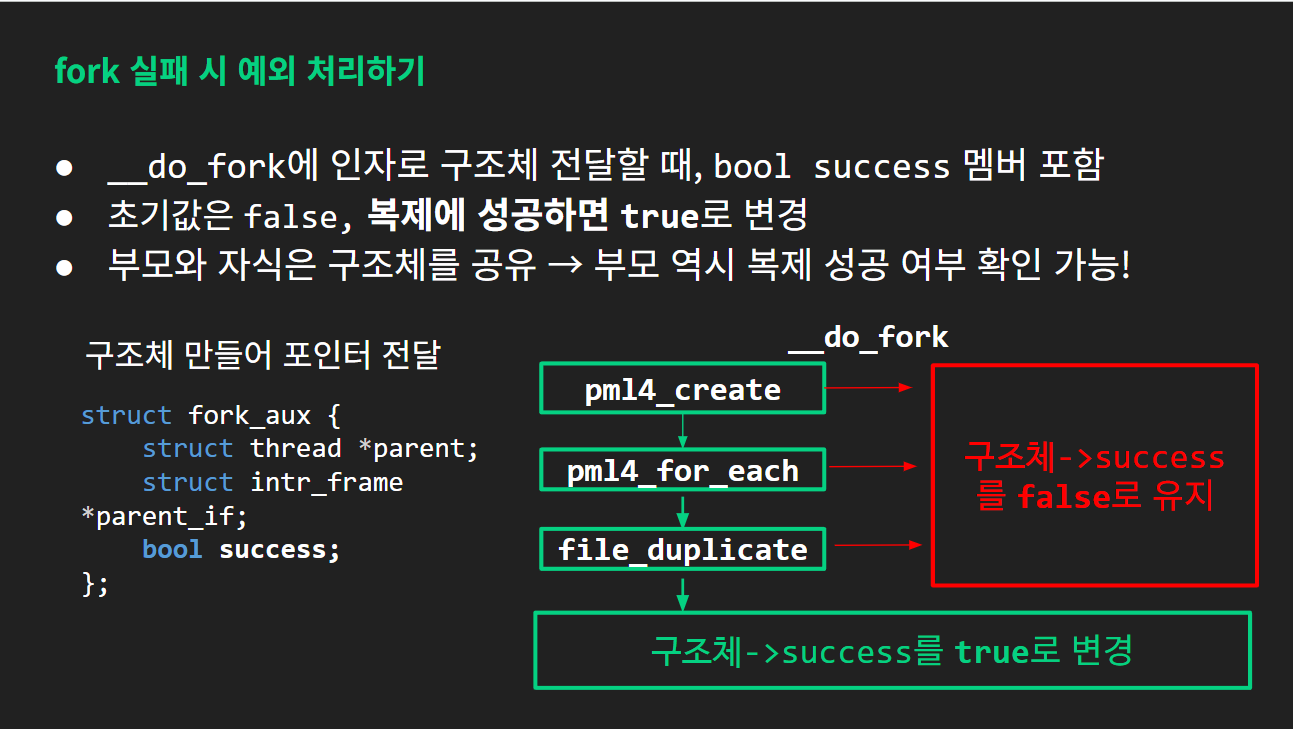 fork 실패 시 예외 처리하기
● __do_fork에 인자로 구조체 전달할 때, bool success 멤버 포함
● 초기값은 false, 복제에 성공하면 true로 변경
● 부모와 자식은 구조체를 공유 → 부모 역시 복제 성공 여부 확인 가능!
구조체 만들어 포인터 전달
struct fork_aux {
    struct thread *parent;
    struct intr_frame
*parent_if;
    bool success;
};
__do_fork
pml4_create
pml4_for_each
file_duplicate
구조체->success
를 false로 유지
구조체->success를 true로 변경